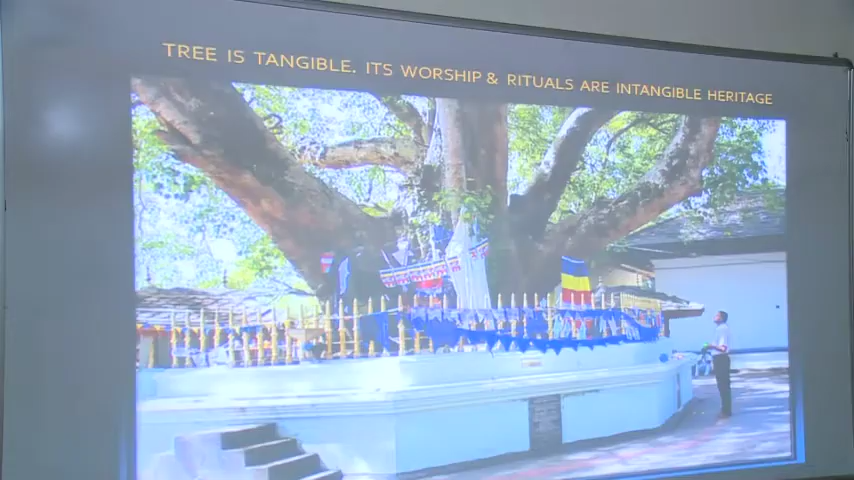 TREE IS TANGIBLE. ITS WORSHIP & RITUALS ARE INTANGIBLE HERITAGE